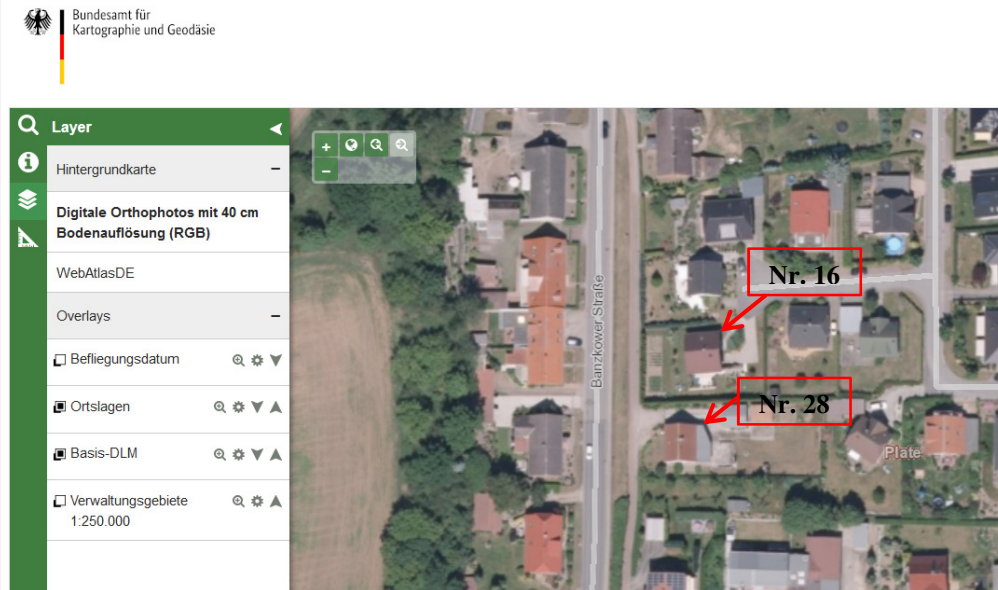 Bundesamt für
Kartographie und Geodäsie
Layer
Hintergrundkarte
Digitale Orthophotos mit 40 cm
Bodenauflösung (RGB)
WebAtlasDE
Overlays
Befliegungsdatum
Ortslagen
Basis-DLM
Verwaltungsgebiete
1:250.000
Banzkower Straße
Nr. 16
Nr. 28
Plate